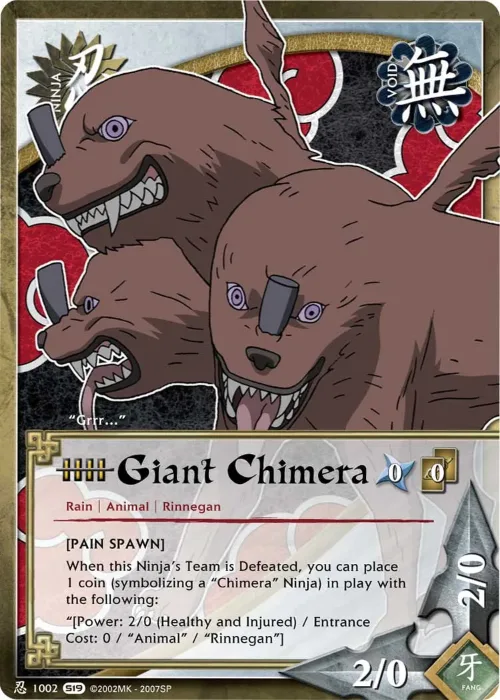 NINJA 忍
VOID 無
"Grrr..."
Giant Chimera 0 0
Rain | Animal | Rinnegan
[PAIN SPAWN]
When this Ninja's Team is Defeated, you can place
1 coin (symbolizing a "Chimera" Ninja) in play with
the following:
"[Power: 2/0 (Healthy and Injured) / Entrance
Cost: 0 / "Animal" / "Rinnegan"]
2/0
2/0
牙
FANG
忍 1002 S19 ©2002MK - 2007SP